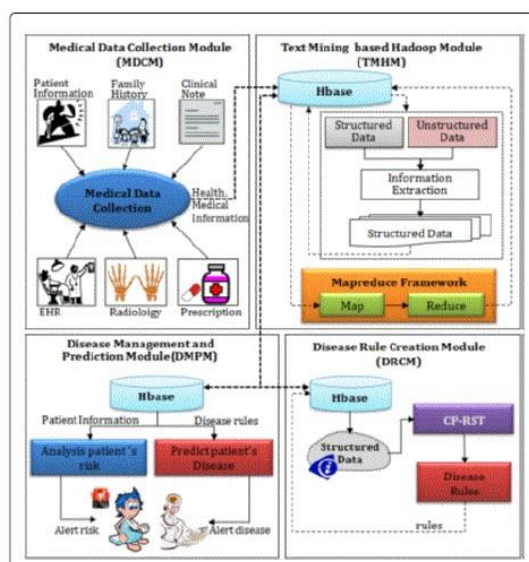 Medical Data Collection Module
(MDCM)
Patient
Information
Family
History
Clinical
Note
Medical Data
Collection
Health,
Medical
Information
EHR
Radioloigy
Prescription
Text Mining based Hadoop Module
(TMHM)
Hbase
Structured
Data
Unstructured
Data
Information
Extraction
Structured Data
Mapreduce Framework
Map
Reduce
Disease Management and
Prediction Module(DMPM)
Hbase
Patient Information
Disease rules
Analysis patient's
risk
Predict patient's
Disease
Alert risk
Alert disease
Disease Rule Creation Module
(DRCM)
Hbase
Structured
Data
CP-RST
Disease
Rules
rules